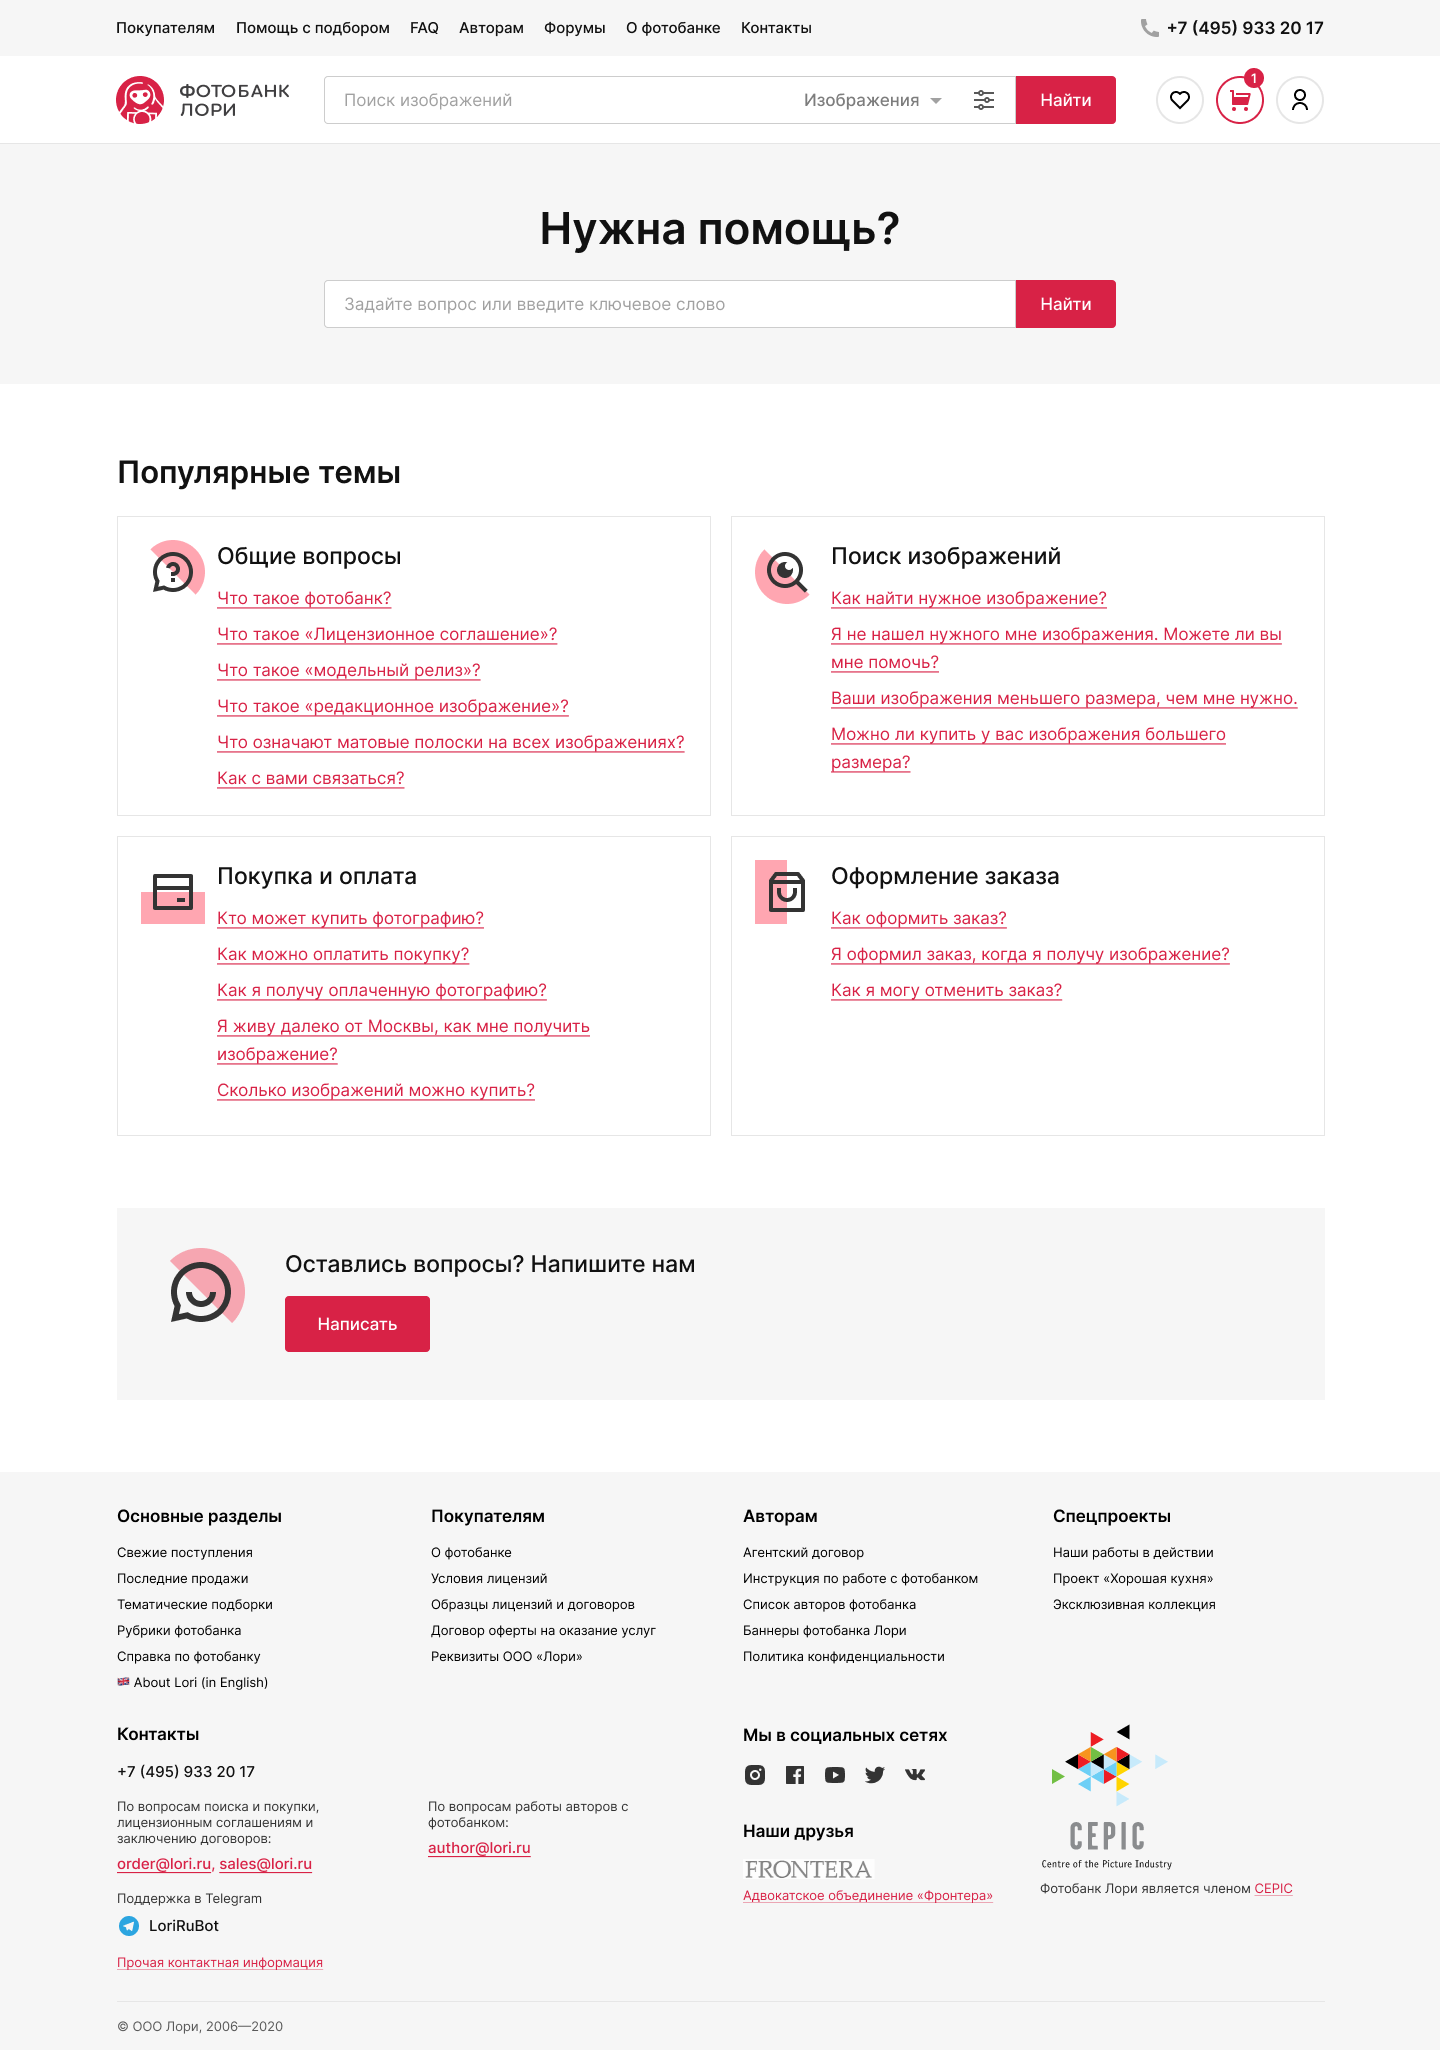 Покупателям Помощь с подбором FAQ Авторам Форумы О фотобанке Контакты +7 (495) 933 20 17
ФОТОБАНК
ЛОРИ
Поиск изображений Изображения Найти
1
Нужна помощь?
Задайте вопрос или введите ключевое слово Найти
Популярные темы
Общие вопросы
Что такое фотобанк?
Что такое «Лицензионное соглашение»?
Что такое «модельный релиз»?
Что такое «редакционное изображение»?
Что означают матовые полоски на всех изображениях?
Как с вами связаться?
Поиск изображений
Как найти нужное изображение?
Я не нашел нужного мне изображения. Можете ли вы
мне помочь?
Ваши изображения меньшего размера, чем мне нужно.
Можно ли купить у вас изображения большего
размера?
Покупка и оплата
Кто может купить фотографию?
Как можно оплатить покупку?
Как я получу оплаченную фотографию?
Я живу далеко от Москвы, как мне получить
изображение?
Сколько изображений можно купить?
Оформление заказа
Как оформить заказ?
Я оформил заказ, когда я получу изображение?
Как я могу отменить заказ?
Оставлись вопросы? Напишите нам
Написать
Основные разделы
Свежие поступления
Последние продажи
Тематические подборки
Рубрики фотобанка
Справка по фотобанку
About Lori (in English)
Покупателям
О фотобанке
Условия лицензий
Образцы лицензий и договоров
Договор оферты на оказание услуг
Реквизиты ООО «Лори»
Авторам
Агентский договор
Инструкция по работе с фотобанком
Список авторов фотобанка
Баннеры фотобанка Лори
Политика конфиденциальности
Спецпроекты
Наши работы в действии
Проект «Хорошая кухня»
Эксклюзивная коллекция
Контакты
+7 (495) 933 20 17
По вопросам поиска и покупки,
лицензионным соглашениям и
заключению договоров:
order@lori.ru, sales@lori.ru
Поддержка в Telegram
LoriRuBot
Прочая контактная информация
По вопросам работы авторов с
фотобанком:
author@lori.ru
Мы в социальных сетях
Наши друзья
FRONTERA
Адвокатское объединение «Фронтера»
CEPIC
Centre of the Picture Industry
Фотобанк Лори является членом CEPIC
© ООО Лори, 2006—2020